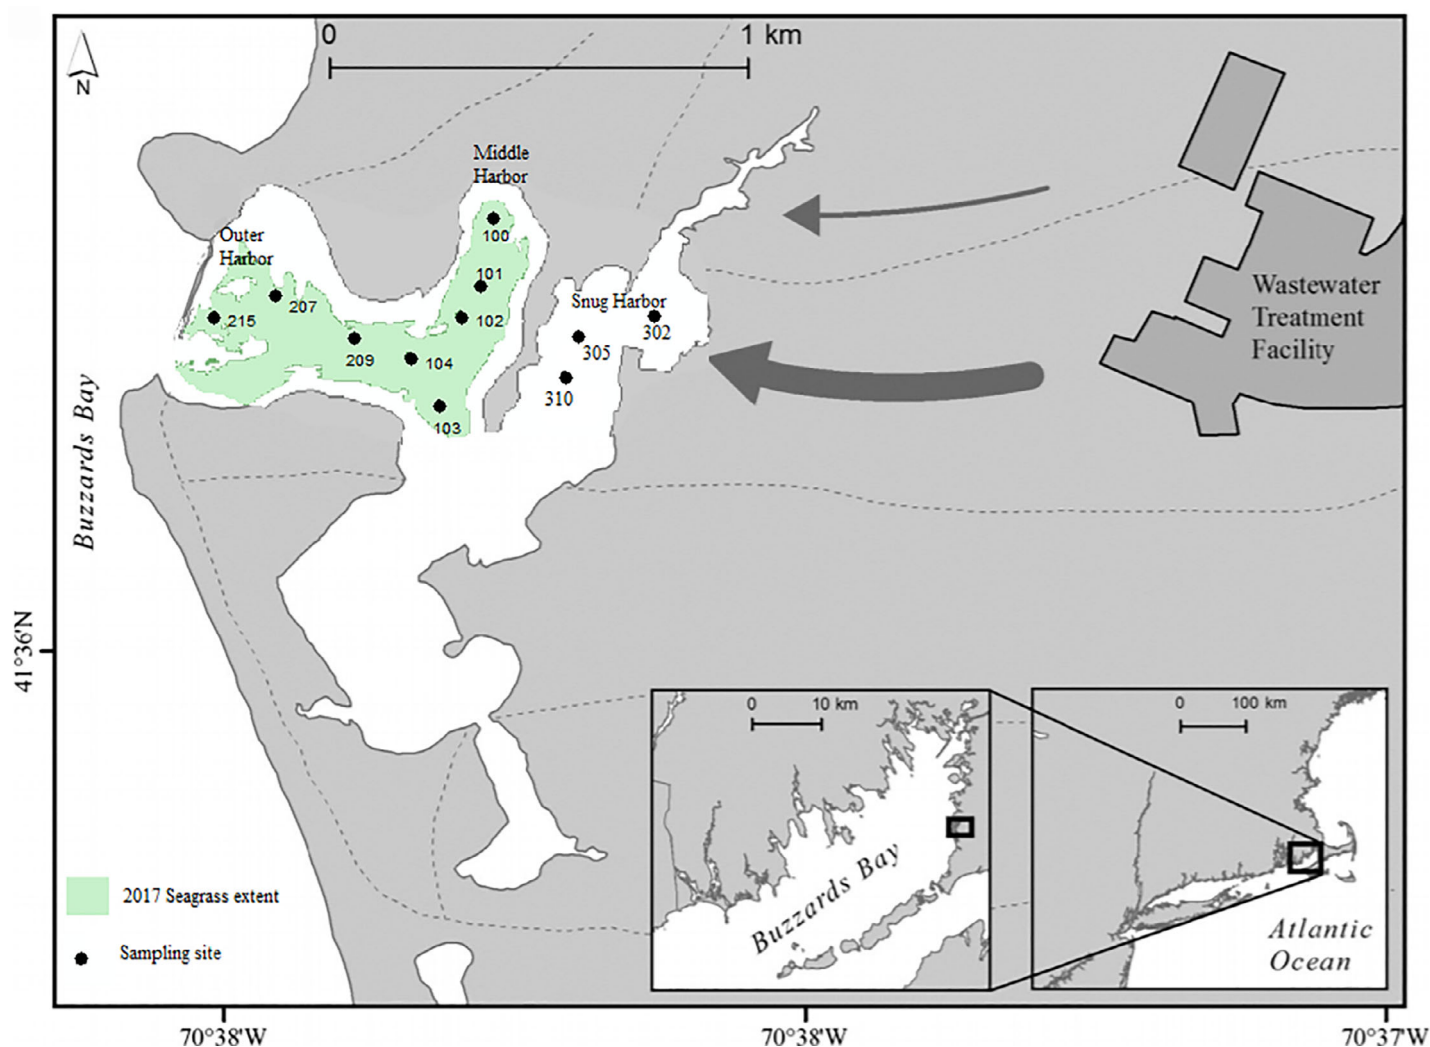 0 1 km
N
Middle
Harbor
Outer
Harbor
100
101
102
207
215
209
104
103
Snug Harbor
302
305
310
Wastewater
Treatment
Facility
Buzzards Bay
41°36'N
2017 Seagrass extent
Sampling site
0 10 km
Buzzards Bay
0 100 km
Atlantic
Ocean
70°38'W
70°38'W
70°37'W